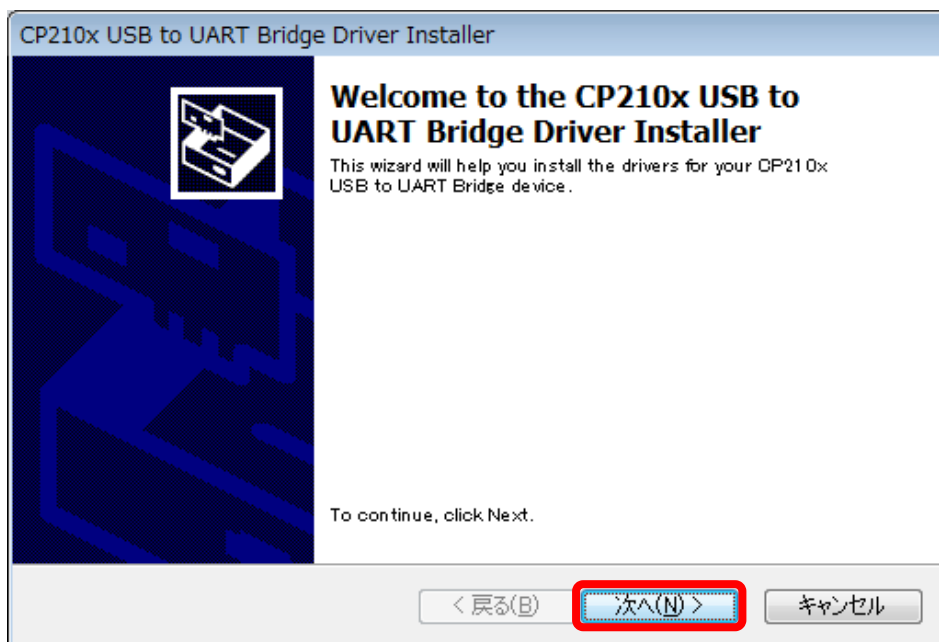 CP210x USB to UART Bridge Driver Installer
Welcome to the CP210x USB to
UART Bridge Driver Installer
This wizard will help you install the drivers for your CP210x
USB to UART Bridge device.
To continue, click Next.
< 戻る(B) 次へ(N) > キャンセル